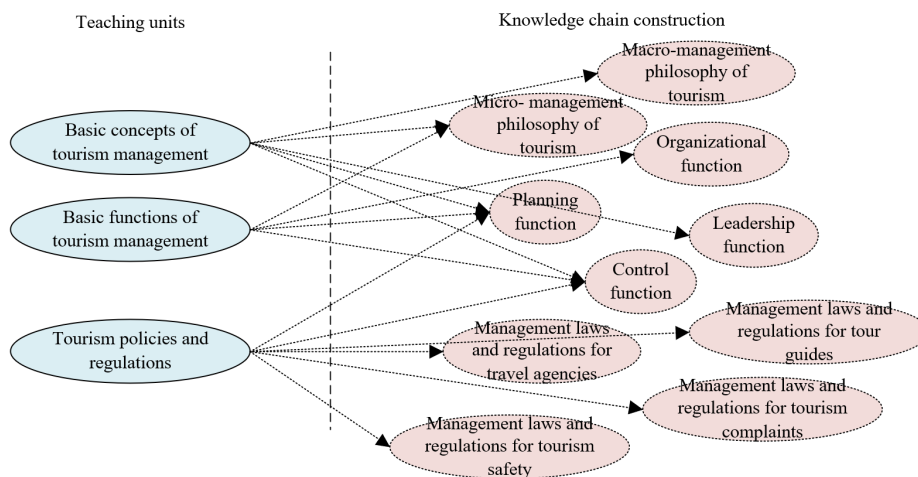 Teaching units
Knowledge chain construction
Macro-management
philosophy of
tourism
Micro- management
philosophy of
tourism
Basic concepts of
tourism management
Organizational
function
Basic functions of
tourism management
Planning
function
Leadership
function
Control
function
Tourism policies and
regulations
Management laws
and regulations for
travel agencies
Management laws and
regulations for tour
guides
Management laws and
regulations for tourism
complaints
Management laws and
regulations for tourism
safety